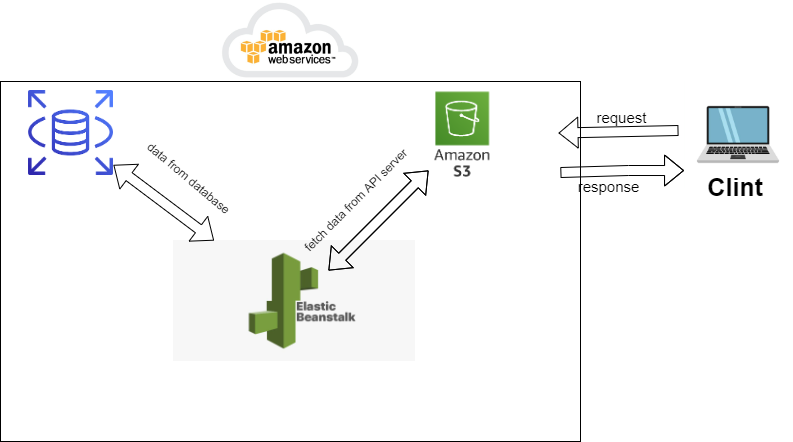 amazon
webservices™
data from database
fetch data from API server
Amazon
S3
request
response
Clint
Elastic
Beanstalk